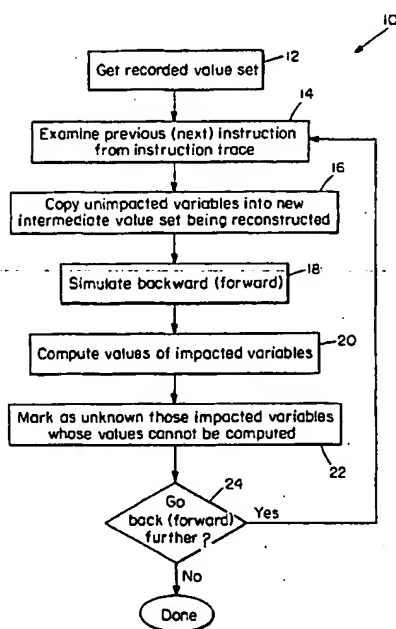 10
12
Get recorded value set
14
Examine previous (next) instruction
from instruction trace
16
Copy unimpacted variables into new
intermediate value set being reconstructed
18
Simulate backward (forward)
20
Compute values of impacted variables
Mark as unknown those impacted variables
whose values cannot be computed
22
24
Go
back (forward)
further?
Yes
No
Done